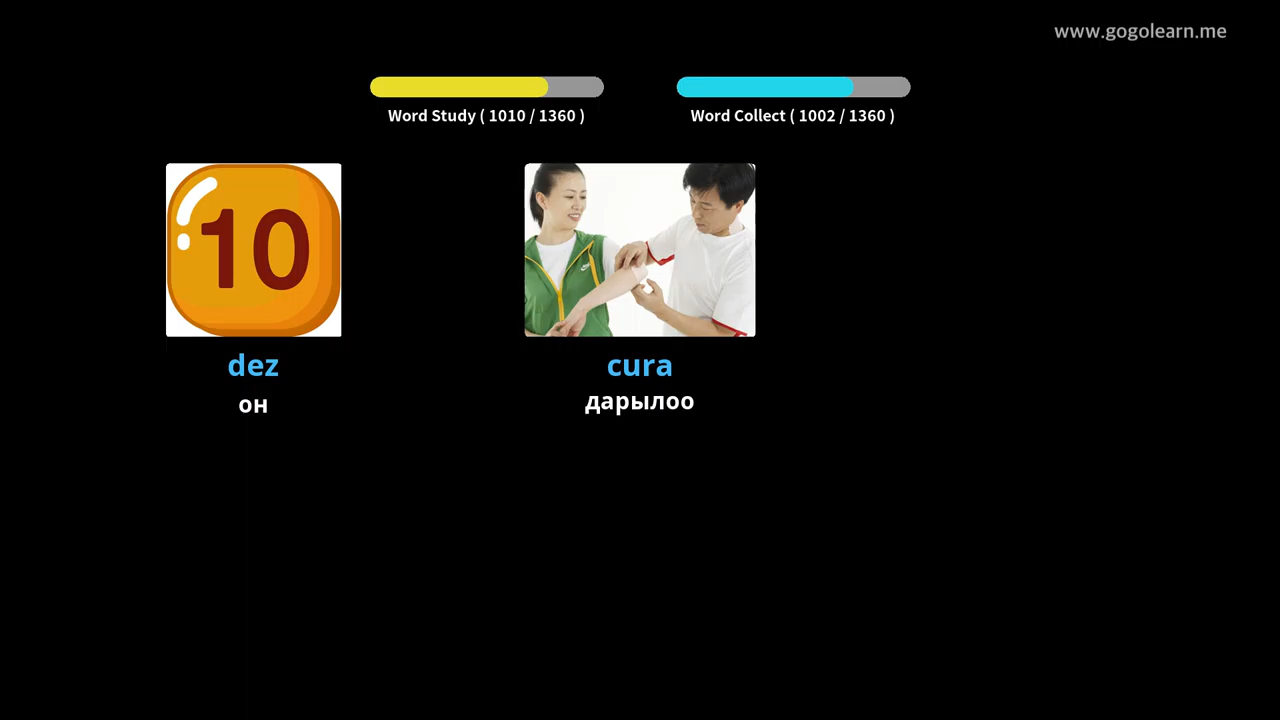 www.gogolearn.me
Word Study ( 1010 / 1360 )
Word Collect ( 1002 / 1360 )
10
dez
он
cura
дарылоо